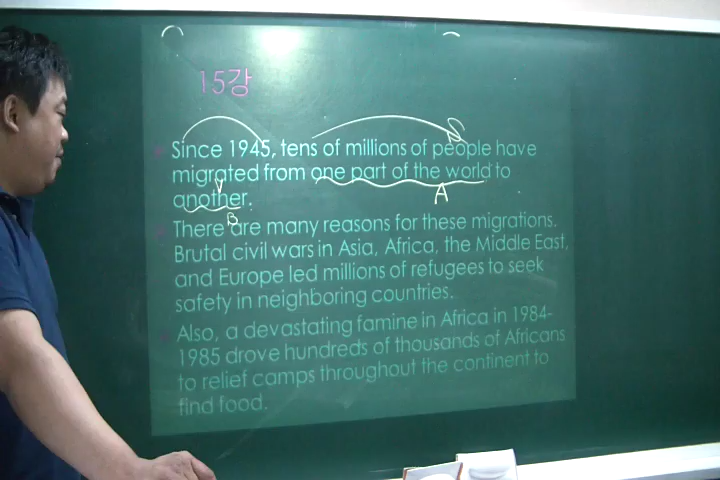 15강
Since 1945, tens of millions of people have
migrated from one part of the world to
another.
There are many reasons for these migrations.
Brutal civil wars in Asia, Africa, the Middle East,
and Europe led millions of refugees to seek
safety in neighboring countries.
Also, a devastating famine in Africa in 1984-
1985 drove hundreds of thousands of Africans
to relief camps throughout the continent to
find food.
S
V
A
B